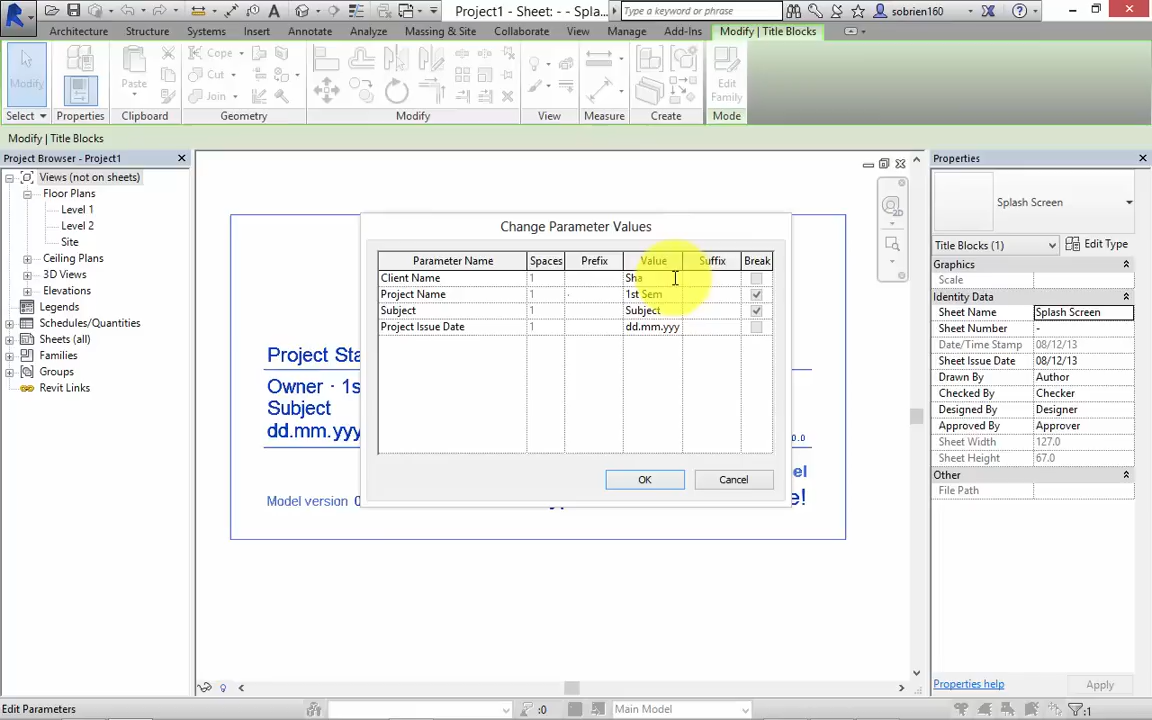 Project1 - Sheet: - - Spla...
Type a keyword or phrase
sobrien160
Architecture
Structure
Systems
Insert
Annotate
Analyze
Massing & Site
Collaborate
View
Manage
Add-Ins
Modify | Title Blocks
Modify
Paste
Cope
Cut
Join
Edit
Family
Select
Properties
Clipboard
Geometry
Modify
View
Measure
Create
Mode
Modify | Title Blocks
Project Browser - Project1
Views (not on sheets)
Floor Plans
Level 1
Level 2
Site
Ceiling Plans
3D Views
Elevations
Legends
Schedules/Quantities
Sheets (all)
Families
Groups
Revit Links
Project Sta
Owner · 1s
Subject
dd.mm.yyy
0.0
el
Model version 0
e!
Change Parameter Values
Parameter Name Spaces Prefix Value Suffix Break
Client Name 1 Sha
Project Name 1 · 1st Sem
Subject 1 Subject
Project Issue Date 1 dd.mm.yyy
OK
Cancel
Properties
Splash Screen
Title Blocks (1)
Edit Type
Graphics
Scale
Identity Data
Sheet Name Splash Screen
Sheet Number -
Date/Time Stamp 08/12/13
Sheet Issue Date 08/12/13
Drawn By Author
Checked By Checker
Designed By Designer
Approved By Approver
Sheet Width 127.0
Sheet Height 67.0
Other
File Path
Properties help
Apply
Edit Parameters
:0
Main Model
:1